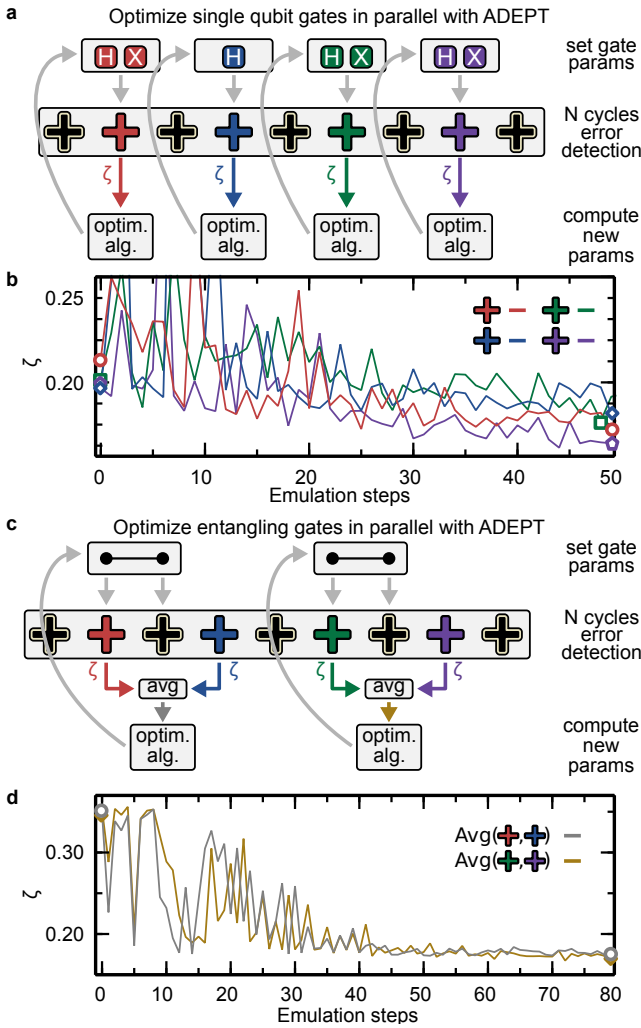 a
Optimize single qubit gates in parallel with ADEPT
H X
H
H X
H X
set gate
params
N cycles
error
detection
ζ
ζ
ζ
ζ
optim.
alg.
optim.
alg.
optim.
alg.
optim.
alg.
compute
new
params
b
0.25
0.20
ζ
0
10
20
30
40
50
Emulation steps
c
Optimize entangling gates in parallel with ADEPT
set gate
params
N cycles
error
detection
ζ
ζ
ζ
ζ
avg
avg
optim.
alg.
optim.
alg.
compute
new
params
d
Avg( , )
Avg( , )
0.30
0.20
ζ
0
10
20
30
40
50
60
70
80
Emulation steps